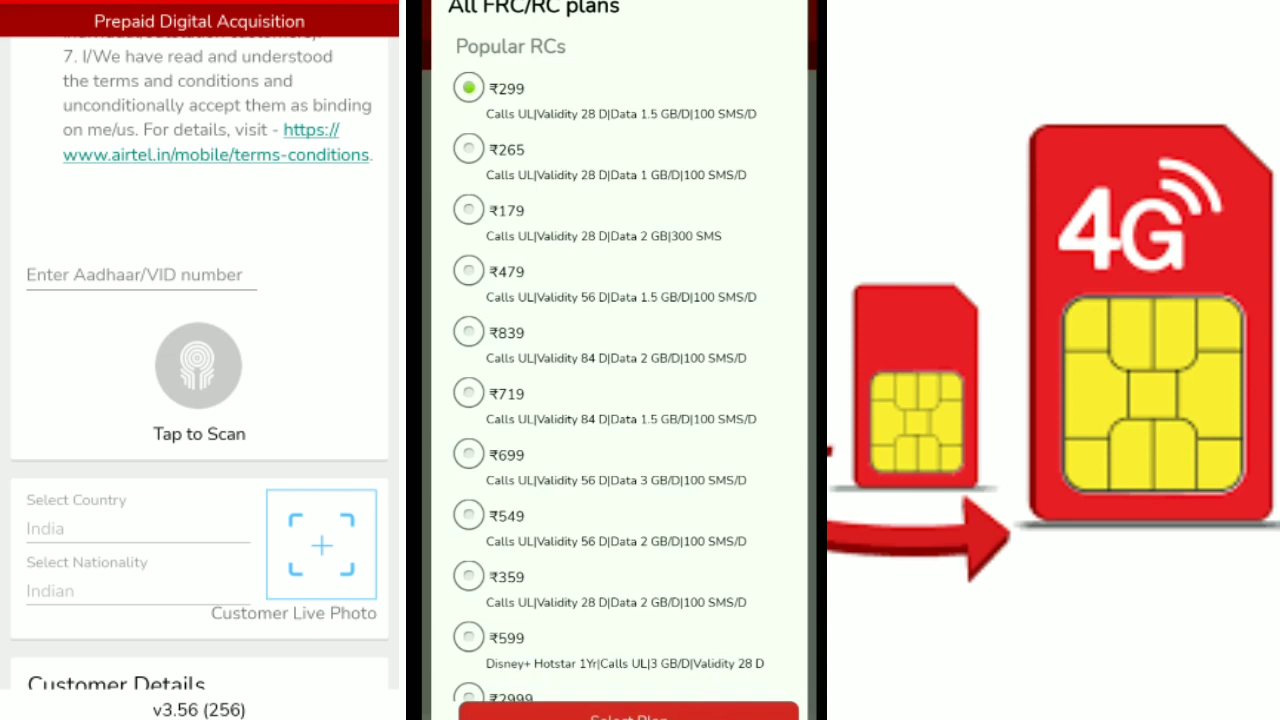 Prepaid Digital Acquisition
7. I/We have read and understood
the terms and conditions and
unconditionally accept them as binding
on me/us. For details, visit - https://
www.airtel.in/mobile/terms-conditions.
Enter Aadhaar/VID number
Tap to Scan
Select Country
India
Select Nationality
Indian
Customer Live Photo
Customer Details
v3.56 (256)
All FRC/RC plans
Popular RCs
₹299
Calls UL|Validity 28 D|Data 1.5 GB/D|100 SMS/D
₹265
Calls UL|Validity 28 D|Data 1 GB/D|100 SMS/D
₹179
Calls UL|Validity 28 D|Data 2 GB|300 SMS
₹479
Calls UL|Validity 56 D|Data 1.5 GB/D|100 SMS/D
₹839
Calls UL|Validity 84 D|Data 2 GB/D|100 SMS/D
₹719
Calls UL|Validity 84 D|Data 1.5 GB/D|100 SMS/D
₹699
Calls UL|Validity 56 D|Data 3 GB/D|100 SMS/D
₹549
Calls UL|Validity 56 D|Data 2 GB/D|100 SMS/D
₹359
Calls UL|Validity 28 D|Data 2 GB/D|100 SMS/D
₹599
Disney+ Hotstar 1Yr|Calls UL|3 GB/D|Validity 28 D
₹2999
Select Plan
4G